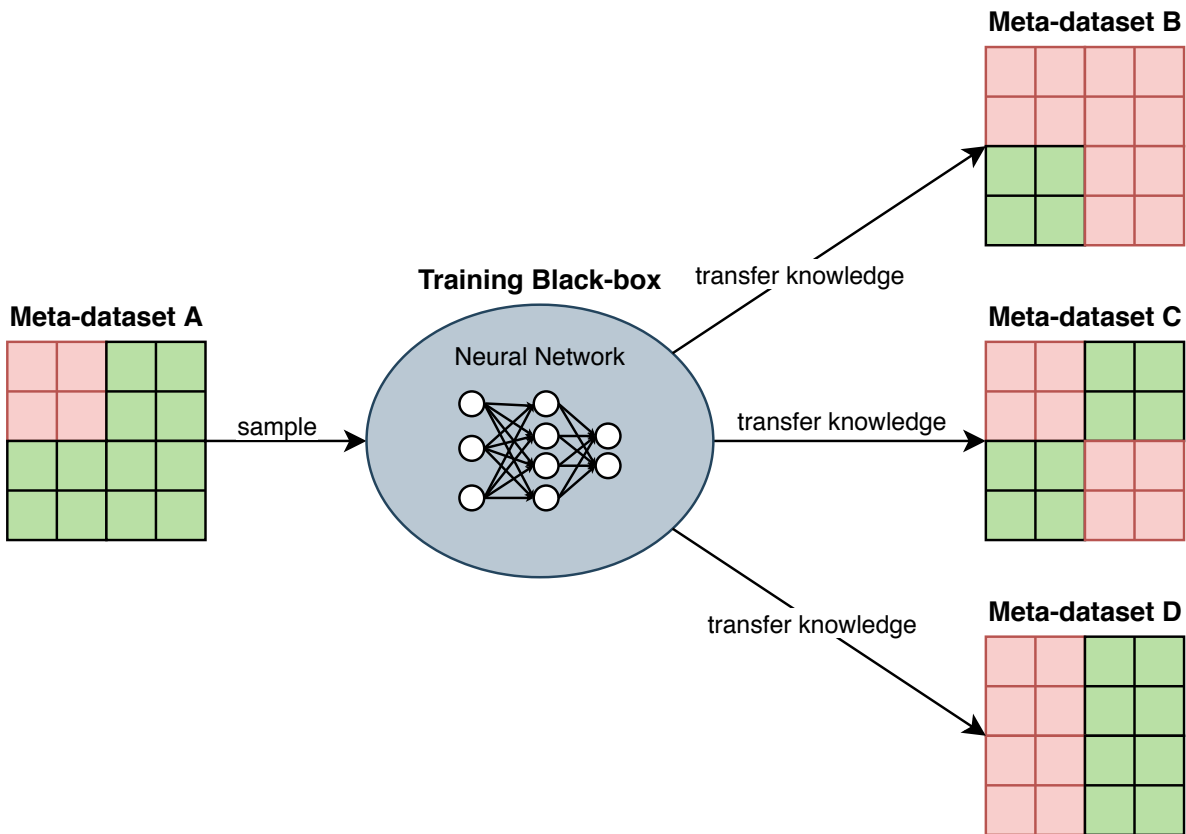 Meta-dataset B
transfer knowledge
Training Black-box
Meta-dataset A
Meta-dataset C
Neural Network
sample
transfer knowledge
Meta-dataset D
transfer knowledge